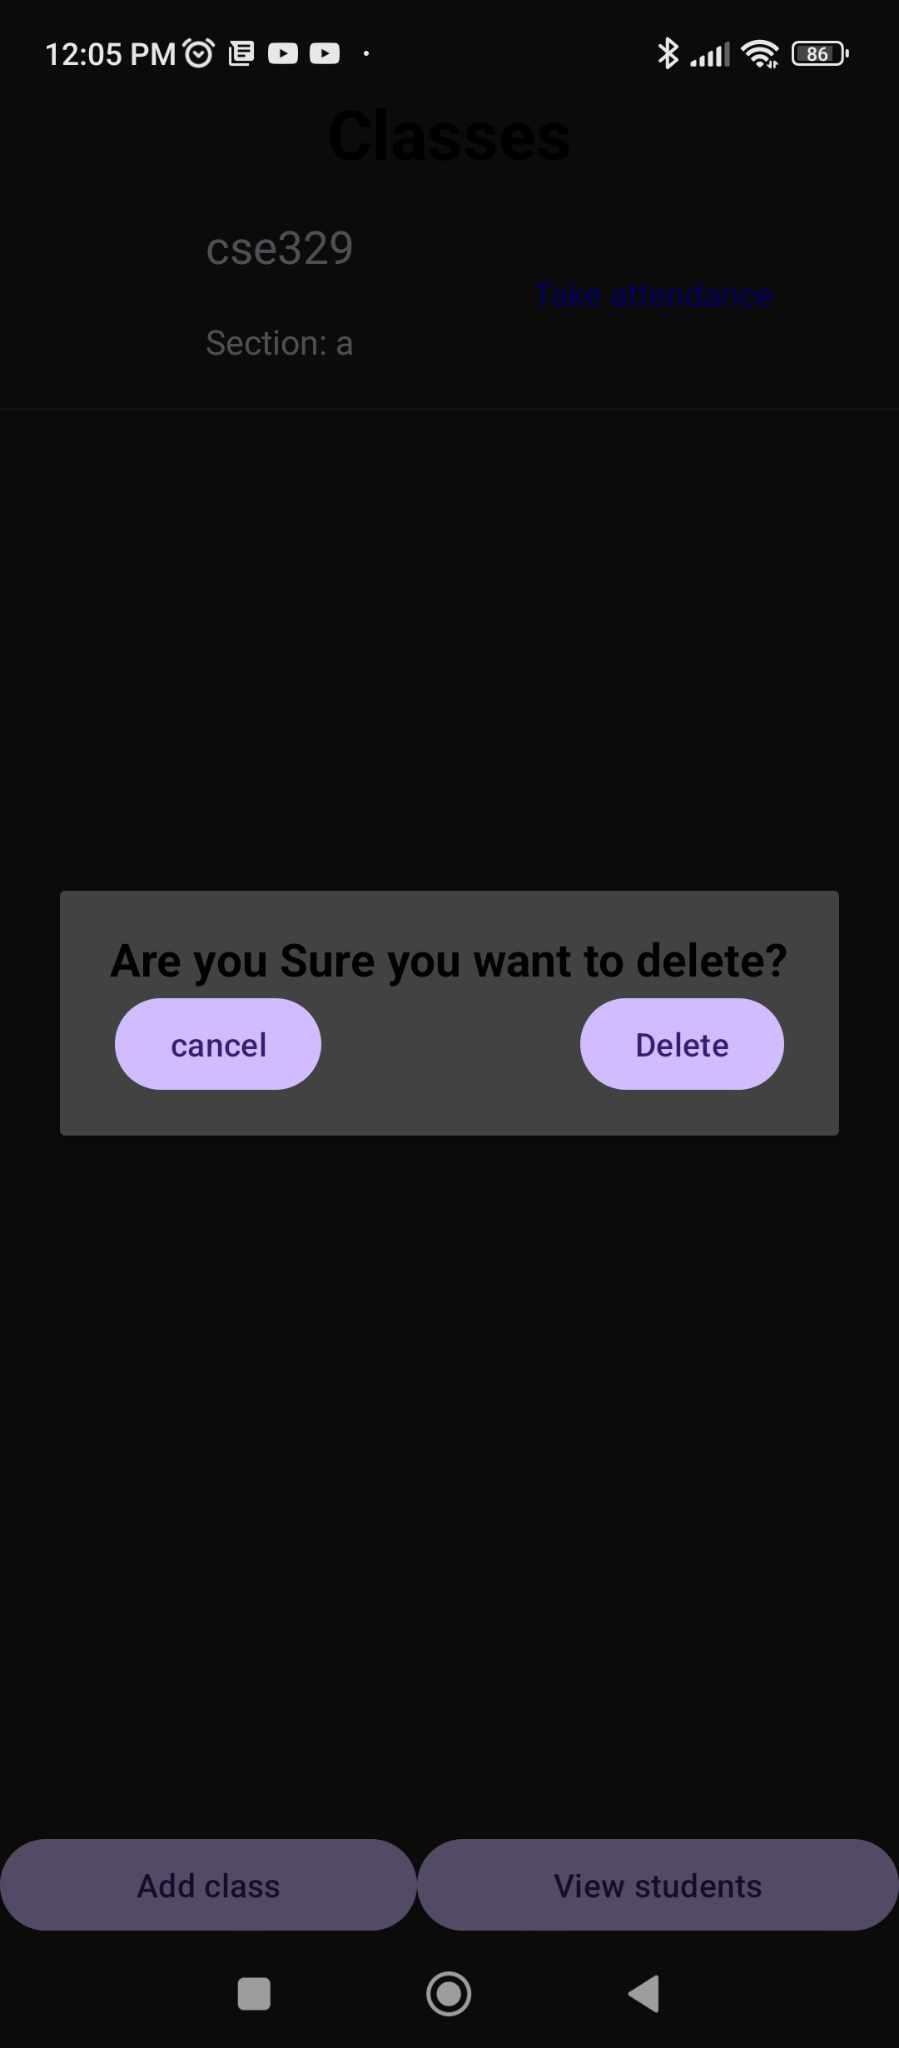 12:05 PM
86
Classes
cse329
Take attendance
Section: a
Are you Sure you want to delete?
cancel Delete
Add class View students